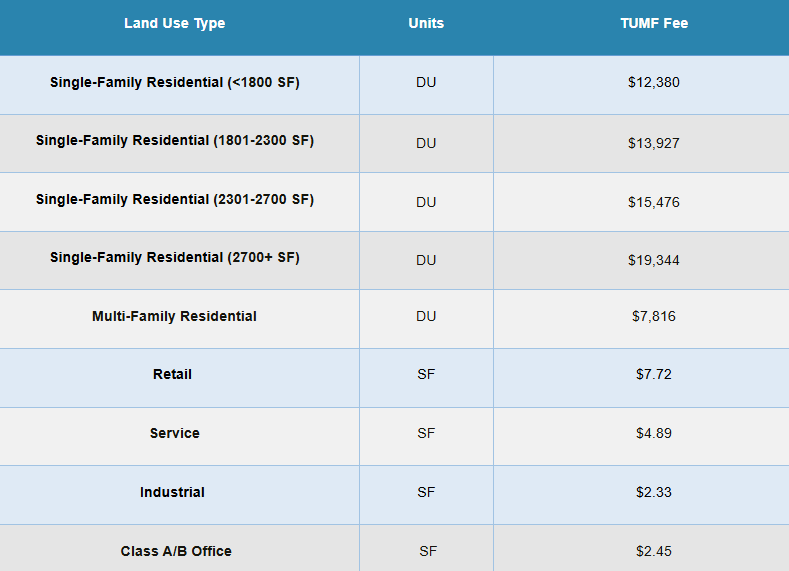 Land Use Type Units TUMF Fee
Single-Family Residential (<1800 SF) DU $12,380
Single-Family Residential (1801-2300 SF) DU $13,927
Single-Family Residential (2301-2700 SF) DU $15,476
Single-Family Residential (2700+ SF) DU $19,344
Multi-Family Residential DU $7,816
Retail SF $7.72
Service SF $4.89
Industrial SF $2.33
Class A/B Office SF $2.45